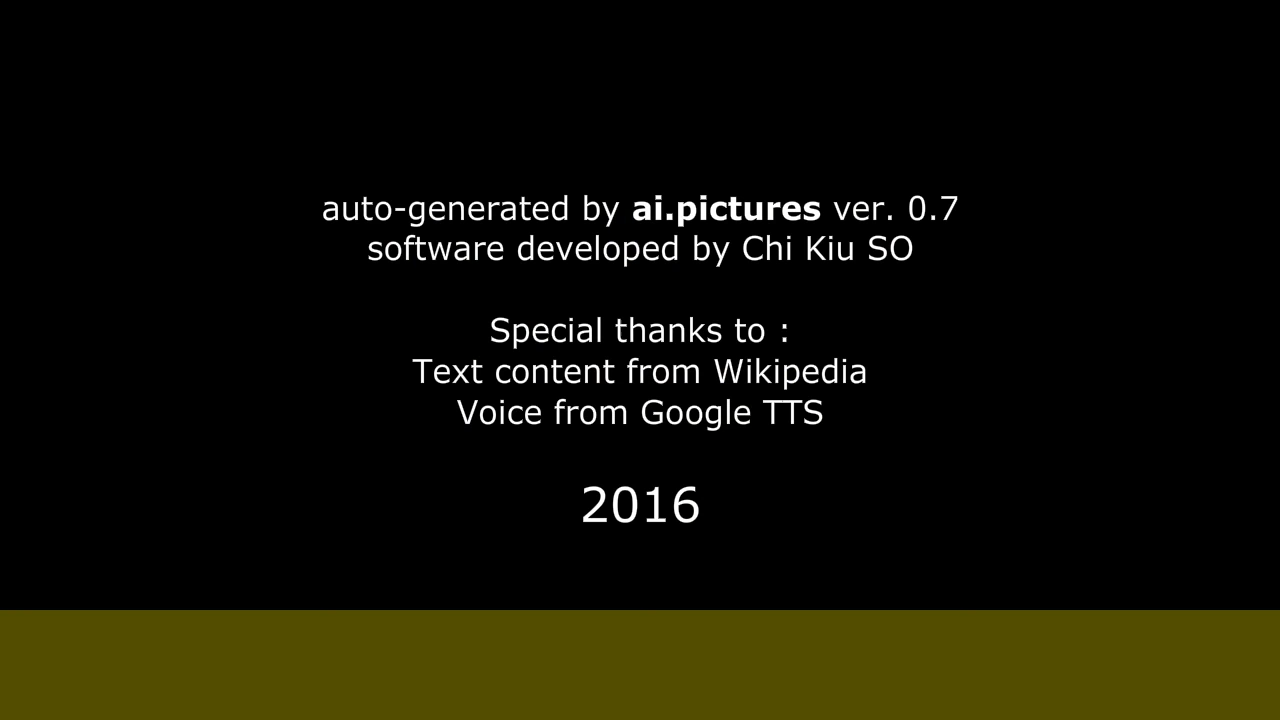 auto-generated by ai.pictures ver. 0.7
software developed by Chi Kiu SO
Special thanks to :
Text content from Wikipedia
Voice from Google TTS
2016